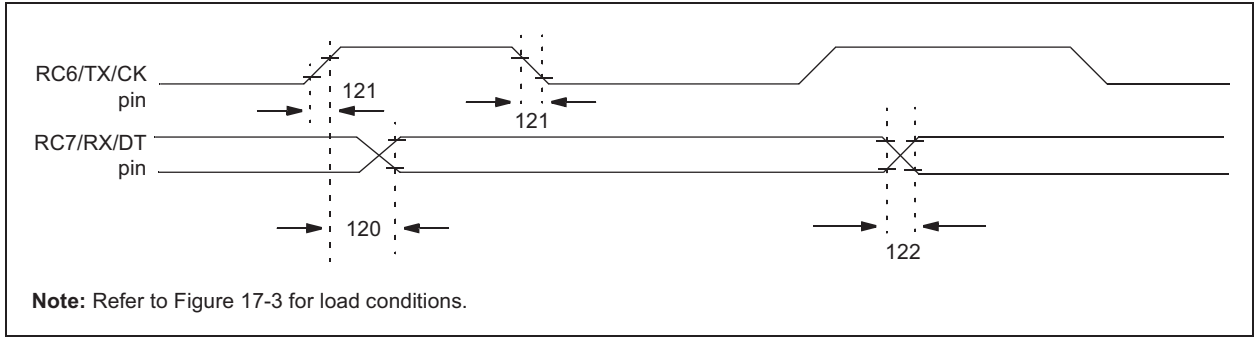 RC6/TX/CK
pin
121
121
RC7/RX/DT
pin
120
122
Note: Refer to Figure 17-3 for load conditions.